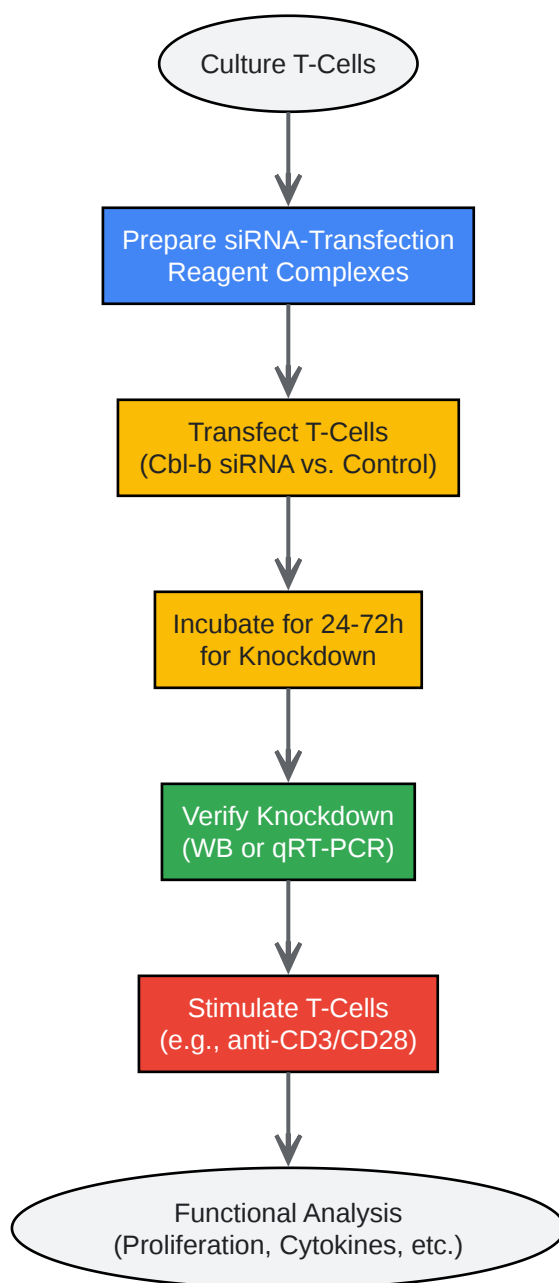 Culture T-Cells
Prepare siRNA-Transfection
Reagent Complexes
Transfect T-Cells
(Cbl-b siRNA vs. Control)
Incubate for 24-72h
for Knockdown
Verify Knockdown
(WB or qRT-PCR)
Stimulate T-Cells
(e.g., anti-CD3/CD28)
Functional Analysis
(Proliferation, Cytokines, etc.)